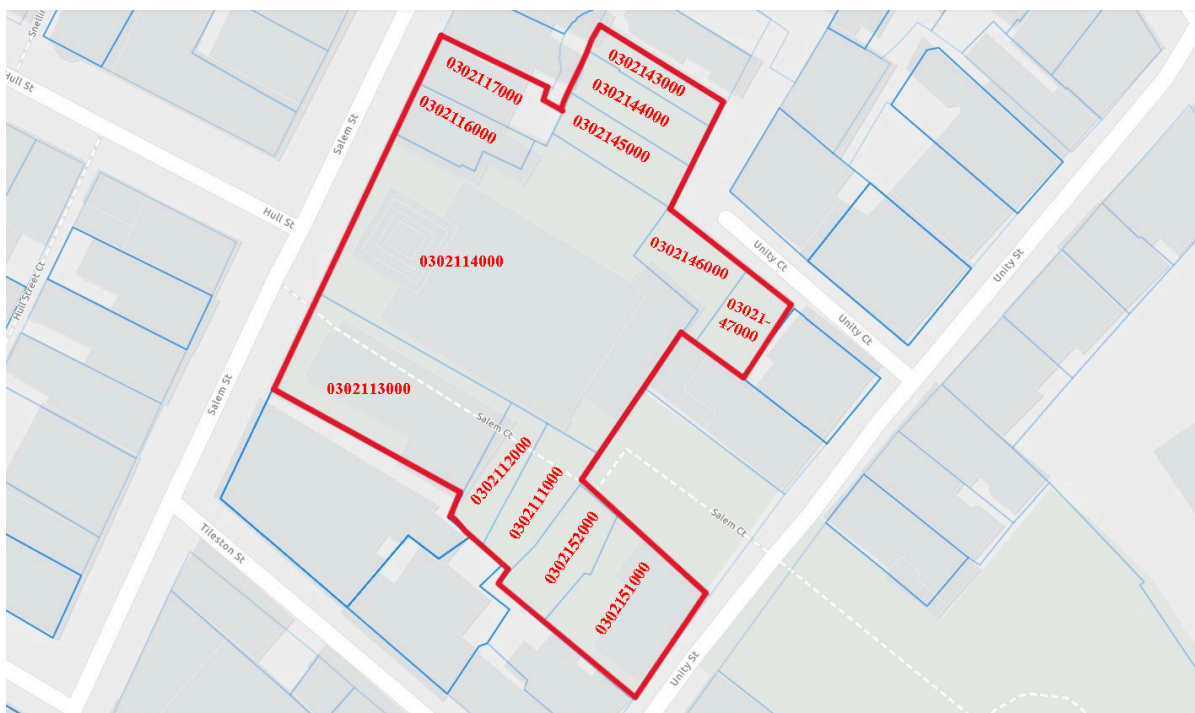 Snellin
Hull St
Salem St
0302117000
0302116000
0302143000
0302144000
0302145000
Hull St
Hull Street Ct
0302114000
0302146000
03021-
47000
Unity Ct
Unity St
Unity Ct
Salem St
0302113000
Salem Ct
0302112000
0302111000
0302152000
0302151000
Salem Ct
Tileston St
Unity St